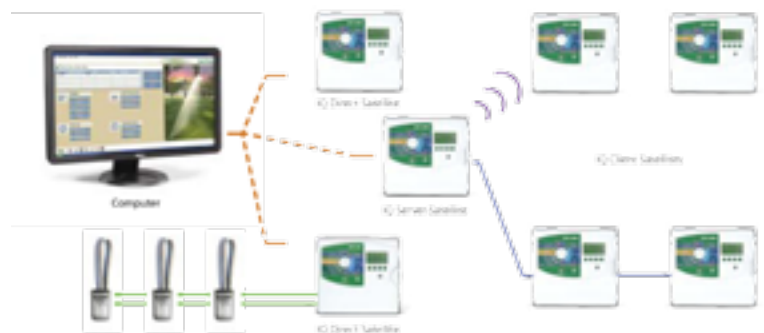 IQ Direct Satellite
Computer
IQ Server Satellite
IQ Client Satellites
IQ Direct Satellite